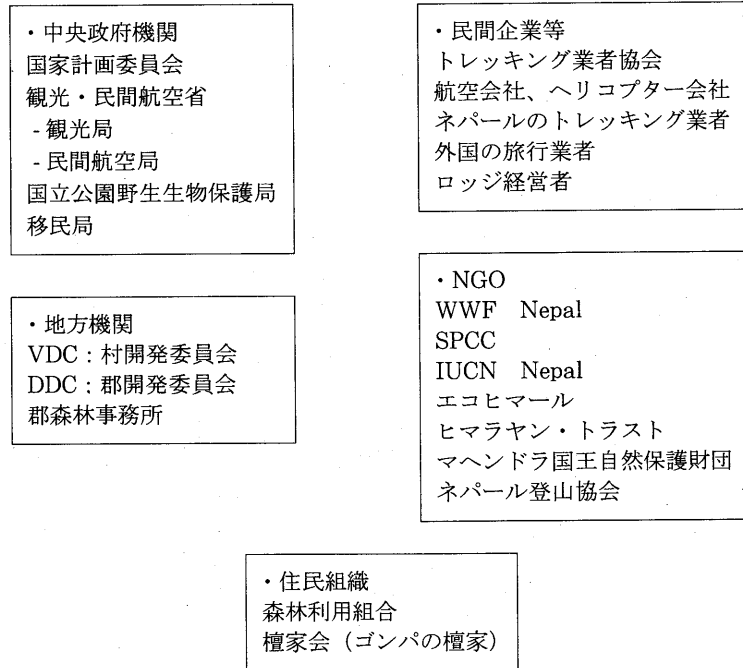 ・中央政府機関
国家計画委員会
観光・民間航空省
- 観光局
- 民間航空局
国立公園野生生物保護局
移民局
・民間企業等
トレッキング業者協会
航空会社、ヘリコプター会社
ネパールのトレッキング業者
外国の旅行業者
ロッジ経営者
・地方機関
VDC:村開発委員会
DDC:郡開発委員会
郡森林事務所
・NGO
WWF Nepal
SPCC
IUCN Nepal
エコヒマール
ヒマラヤン・トラスト
マヘンドラ国王自然保護財団
ネパール登山協会
・住民組織
森林利用組合
檀家会(ゴンパの檀家)